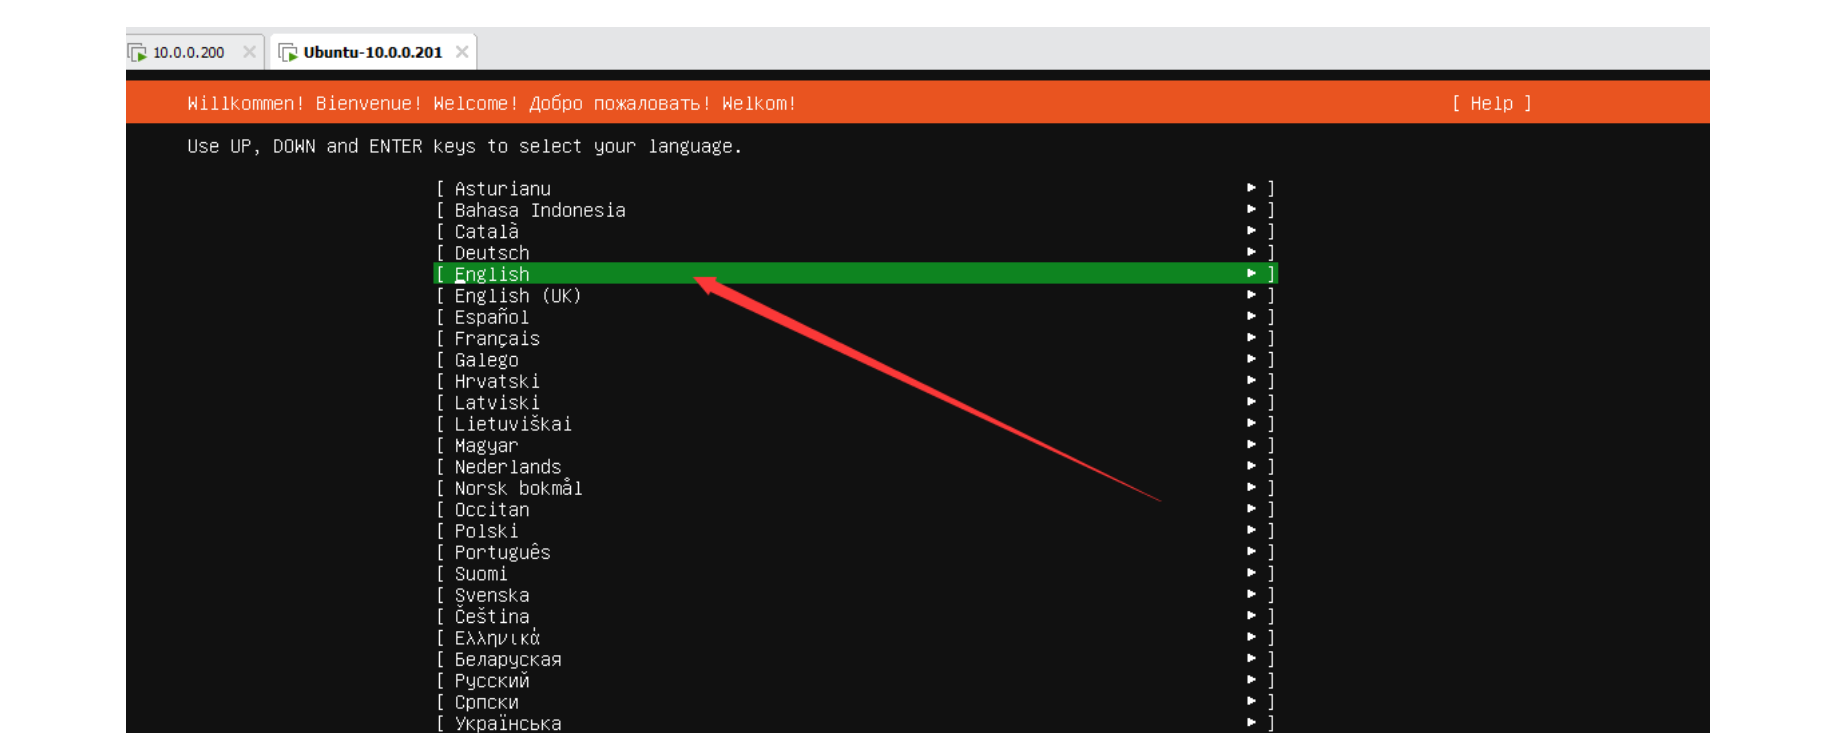 10.0.0.200 Ubuntu-10.0.0.201
Willkommen! Bienvenue! Welcome! Добро пожаловать! Welkom! [ Help ]
Use UP, DOWN and ENTER keys to select your language.
[ Asturianu ▸ ]
[ Bahasa Indonesia ▸ ]
[ Català ▸ ]
[ Deutsch ▸ ]
[ English ▸ ]
[ English (UK) ▸ ]
[ Español ▸ ]
[ Français ▸ ]
[ Galego ▸ ]
[ Hrvatski ▸ ]
[ Latviski ▸ ]
[ Lietuviškai ▸ ]
[ Magyar ▸ ]
[ Nederlands ▸ ]
[ Norsk bokmål ▸ ]
[ Occitan ▸ ]
[ Polski ▸ ]
[ Português ▸ ]
[ Suomi ▸ ]
[ Svenska ▸ ]
[ Čeština ▸ ]
[ Ελληνικά ▸ ]
[ Беларуская ▸ ]
[ Русский ▸ ]
[ Српски ▸ ]
[ Українська ▸ ]